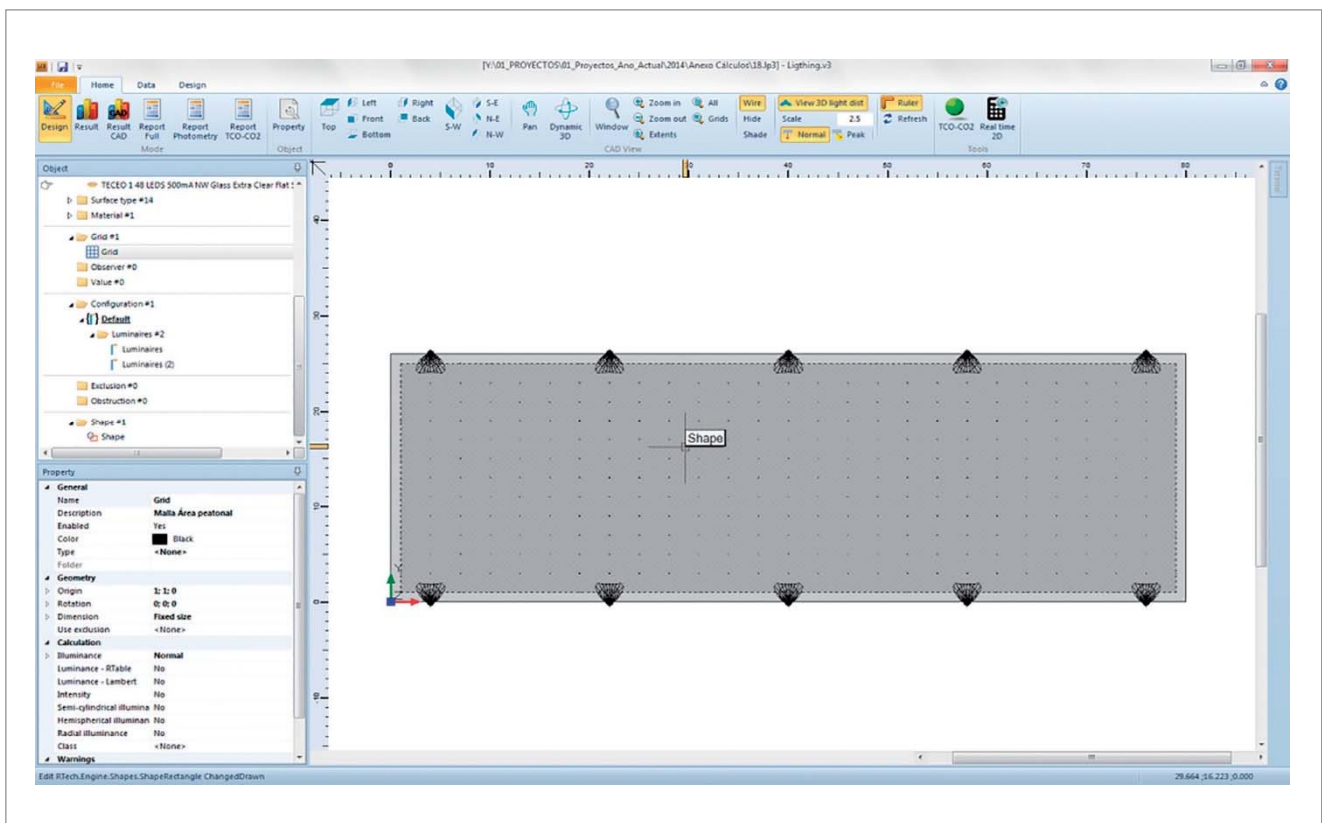 [Y:\01_PROYECTOS\01_Proyectos_Ano_Actual\2014\Anexo Cálculos\18.lp3] - Ligthing.v3
File Home Data Design
Left Right S-E Zoom in All Wire View 3D light dist Ruler
Front Back N-E Zoom out Grids Hide Scale 2.5 Refresh
Bottom N-W Extents Shade Normal Peak
Design Result Result CAD Report Full Report Photometry Report TCO-CO2 Property Top S-W Pan Dynamic 3D Window TCO-CO2 Real time 2D
Mode Object CAD View Tools
Object
TECEO 1 48 LEDS 500mA NW Glass Extra Clear Flat
Surface type #14
Material #1
Grid #1
Grid
Observer #0
Value #0
Configuration #1
Default
Luminaires #2
Luminaires
Luminaires (2)
Exclusion #0
Obstruction #0
Shape #1
Shape
Property
General
Name Grid
Description Malla Área peatonal
Enabled Yes
Color Black
Type <None>
Folder
Geometry
Origin 1; 1; 0
Rotation 0; 0; 0
Dimension Fixed size
Use exclusion <None>
Calculation
Illuminance Normal
Luminance - RTable No
Luminance - Lambert No
Intensity No
Semi-cylindrical illumina No
Hemispherical illuminan No
Radial illuminance No
Class <None>
Warnings
0 10 20 40 50 60 70 80
40
30
20
10
0
Shape
Y
Edit RTech.Engine.Shapes.ShapeRectangle ChangedDrawn
29.664 ;16.223 ;0.000